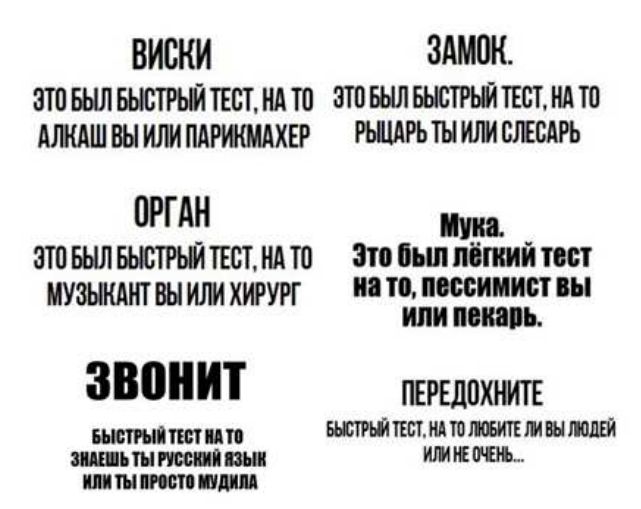 ВИСКИ
ЭТО БЫЛ БЫСТРЫЙ ТЕСТ, НА ТО
АЛКАШ ВЫ ИЛИ ПАРИКМАХЕР
ЗАМОК.
ЭТО БЫЛ БЫСТРЫЙ ТЕСТ, НА ТО
РЫЦАРЬ ТЫ ИЛИ СЛЕСАРЬ
ОРГАН
ЭТО БЫЛ БЫСТРЫЙ ТЕСТ, НА ТО
МУЗЫКАНТ ВЫ ИЛИ ХИРУРГ
Мука.
Это был лёгкий тест
на то, пессимист вы
или пекарь.
ЗВОНИТ
БЫСТРЫЙ ТЕСТ НА ТО
ЗНАЕШЬ ТЫ РУССКИЙ ЯЗЫК
ИЛИ ТЫ ПРОСТО МУДИЛА
ПЕРЕДОХНИТЕ
БЫСТРЫЙ ТЕСТ, НА ТО ЛЮБИТЕ ЛИ ВЫ ЛЮДЕЙ
ИЛИ НЕ ОЧЕНЬ...